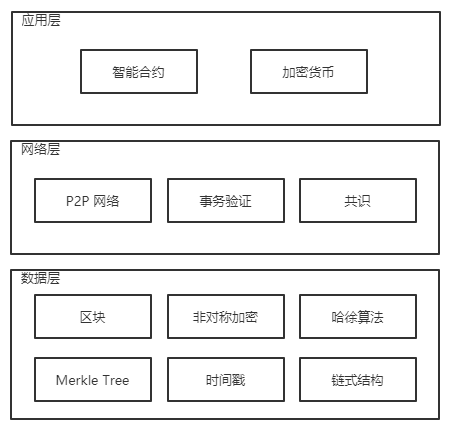 应用层
智能合约
加密货币
网络层
P2P 网络
事务验证
共识
数据层
区块
非对称加密
哈徐算法
Merkle Tree
时间戳
链式结构